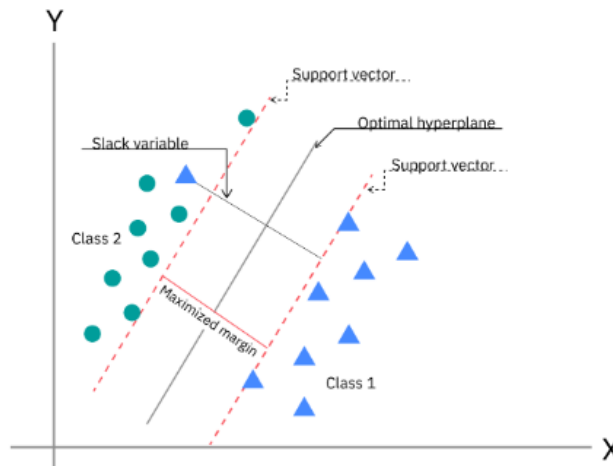 Y
Support vector
Optimal hyperplane
Slack variable
Support vector
Class 2
Maximized margin
Class 1
X